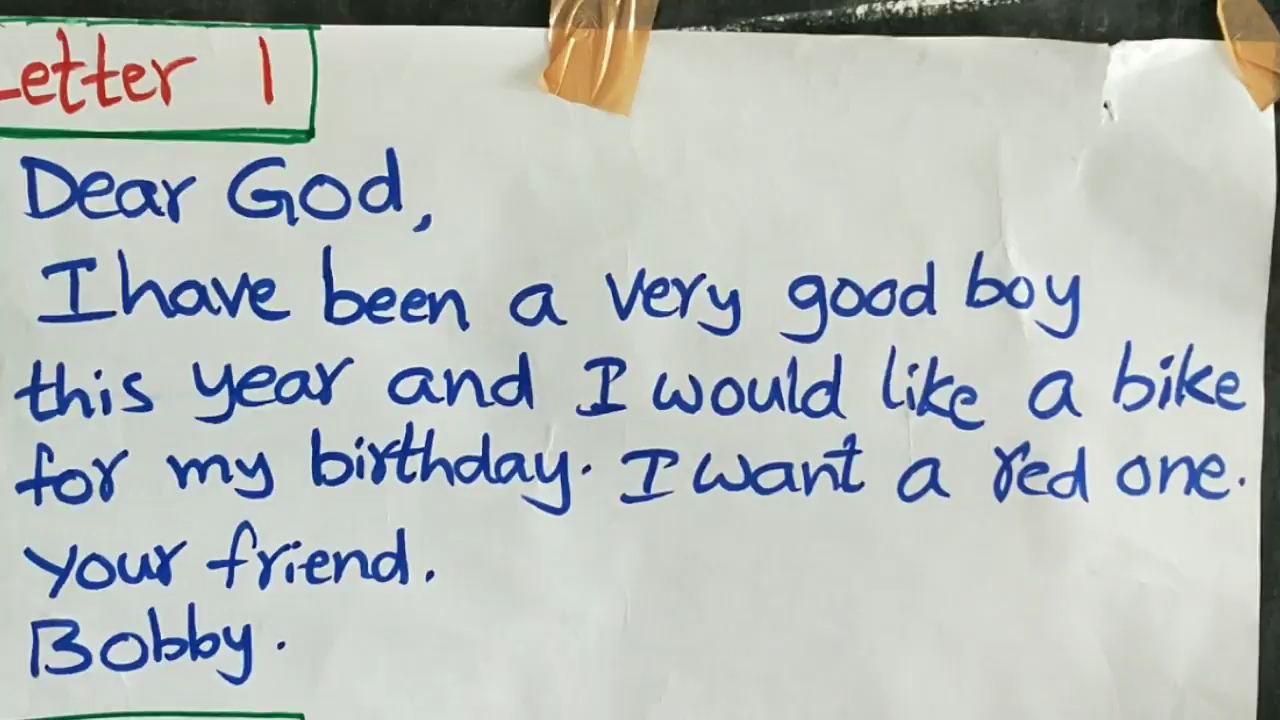 Letter 1
Dear God,
I have been a very good boy
this year and I would like a bike
for my birthday. I want a red one.
your friend.
Bobby.